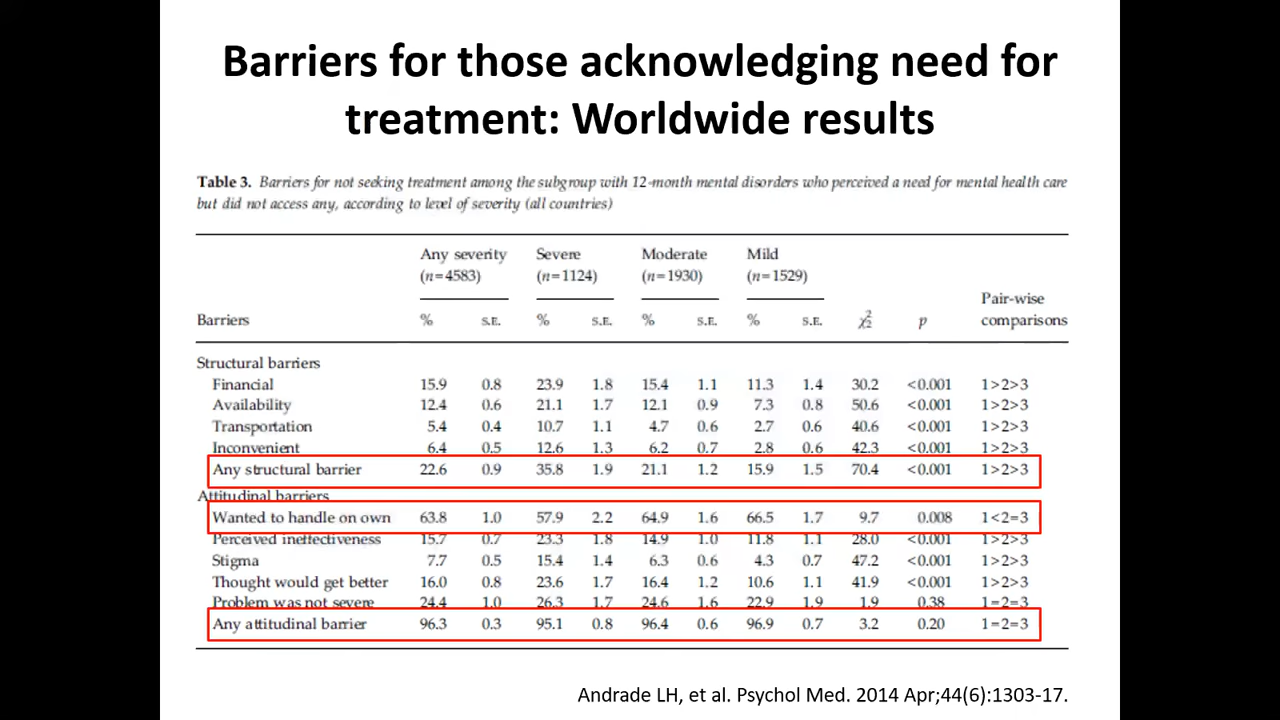 Barriers for those acknowledging need for
treatment: Worldwide results
Table 3. Barriers for not seeking treatment among the subgroup with 12-month mental disorders who perceived a need for mental health care
but did not access any, according to level of severity (all countries)
Any severity Severe Moderate Mild
(n=4583) (n=1124) (n=1930) (n=1529)
Pair-wise
Barriers % S.E. % S.E. % S.E. % S.E. χ²₂ p comparisons
Structural barriers
Financial 15.9 0.8 23.9 1.8 15.4 1.1 11.3 1.4 30.2 <0.001 1>2>3
Availability 12.4 0.6 21.1 1.7 12.1 0.9 7.3 0.8 50.6 <0.001 1>2>3
Transportation 5.4 0.4 10.7 1.1 4.7 0.6 2.7 0.6 40.6 <0.001 1>2>3
Inconvenient 6.4 0.5 12.6 1.3 6.2 0.7 2.8 0.6 42.3 <0.001 1>2>3
Any structural barrier 22.6 0.9 35.8 1.9 21.1 1.2 15.9 1.5 70.4 <0.001 1>2>3
Attitudinal barriers
Wanted to handle on own 63.8 1.0 57.9 2.2 64.9 1.6 66.5 1.7 9.7 0.008 1<2=3
Perceived ineffectiveness 15.7 0.7 23.3 1.8 14.9 1.0 11.8 1.1 28.0 <0.001 1>2>3
Stigma 7.7 0.5 15.4 1.4 6.3 0.6 4.3 0.7 47.2 <0.001 1>2>3
Thought would get better 16.0 0.8 23.6 1.7 16.4 1.2 10.6 1.1 41.9 <0.001 1>2>3
Problem was not severe 24.4 1.0 26.3 1.7 24.6 1.6 22.9 1.9 1.9 0.38 1=2=3
Any attitudinal barrier 96.3 0.3 95.1 0.8 96.4 0.6 96.9 0.7 3.2 0.20 1=2=3
Andrade LH, et al. Psychol Med. 2014 Apr;44(6):1303-17.